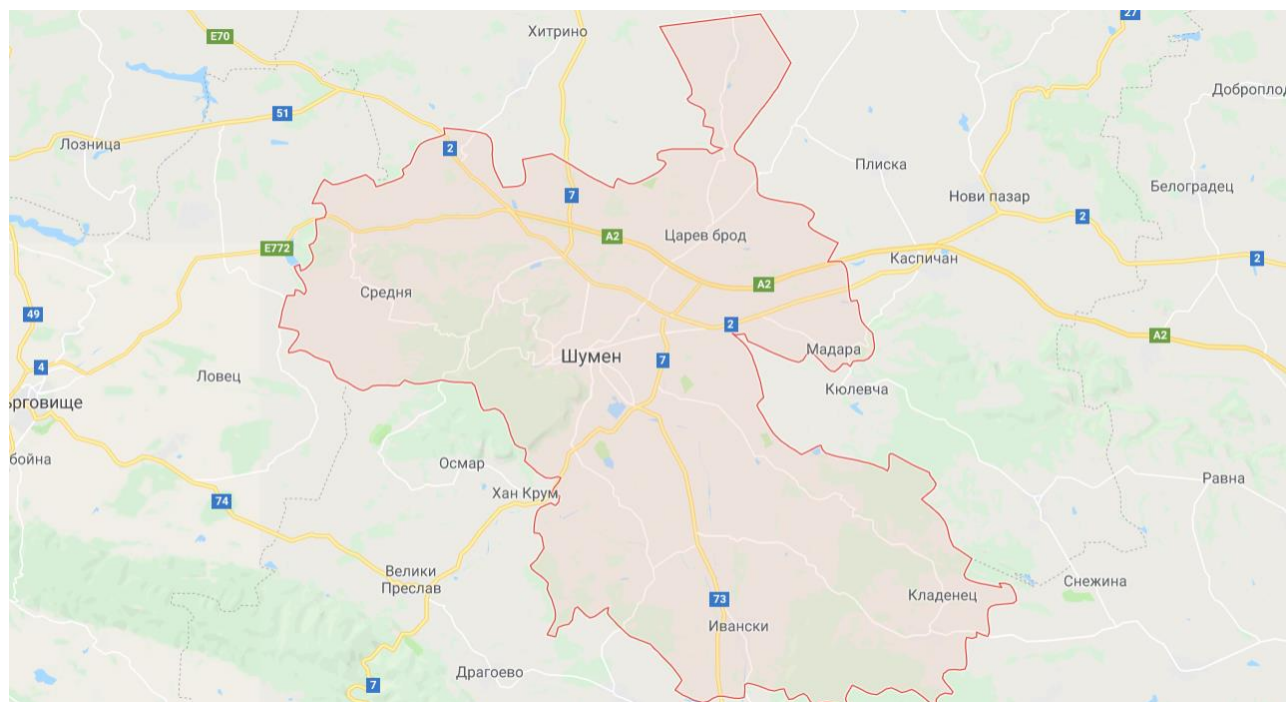 27
Хитрино
E70
Доброплод
51
Лозница
2
Плиска
7
Нови пазар
Белоградец
2
A2
Царев брод
E772
Каспичан
2
A2
Средня
49
2
A2
Мадара
Шумен
7
4
Ловец
Кюлевча
ърговище
бойна
Осмар
Равна
Хан Крум
74
Велики
Преслав
Снежина
73
Кладенец
Ивански
Драгоево
7